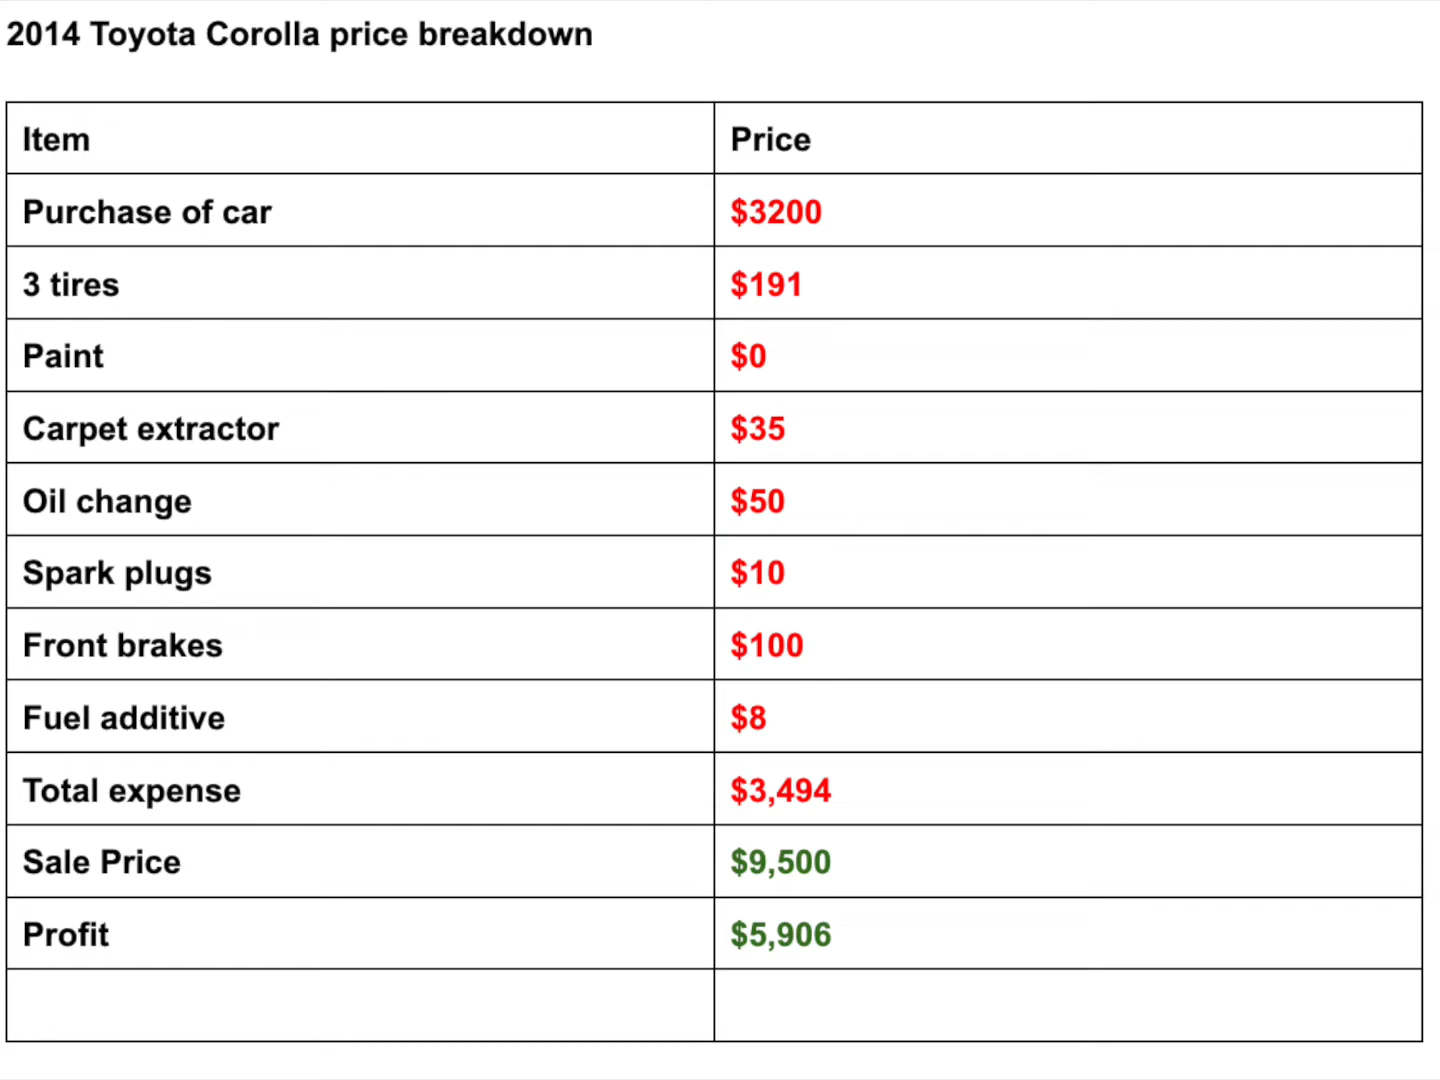 2014 Toyota Corolla price breakdown
Item Price
Purchase of car $3200
3 tires $191
Paint $0
Carpet extractor $35
Oil change $50
Spark plugs $10
Front brakes $100
Fuel additive $8
Total expense $3,494
Sale Price $9,500
Profit $5,906